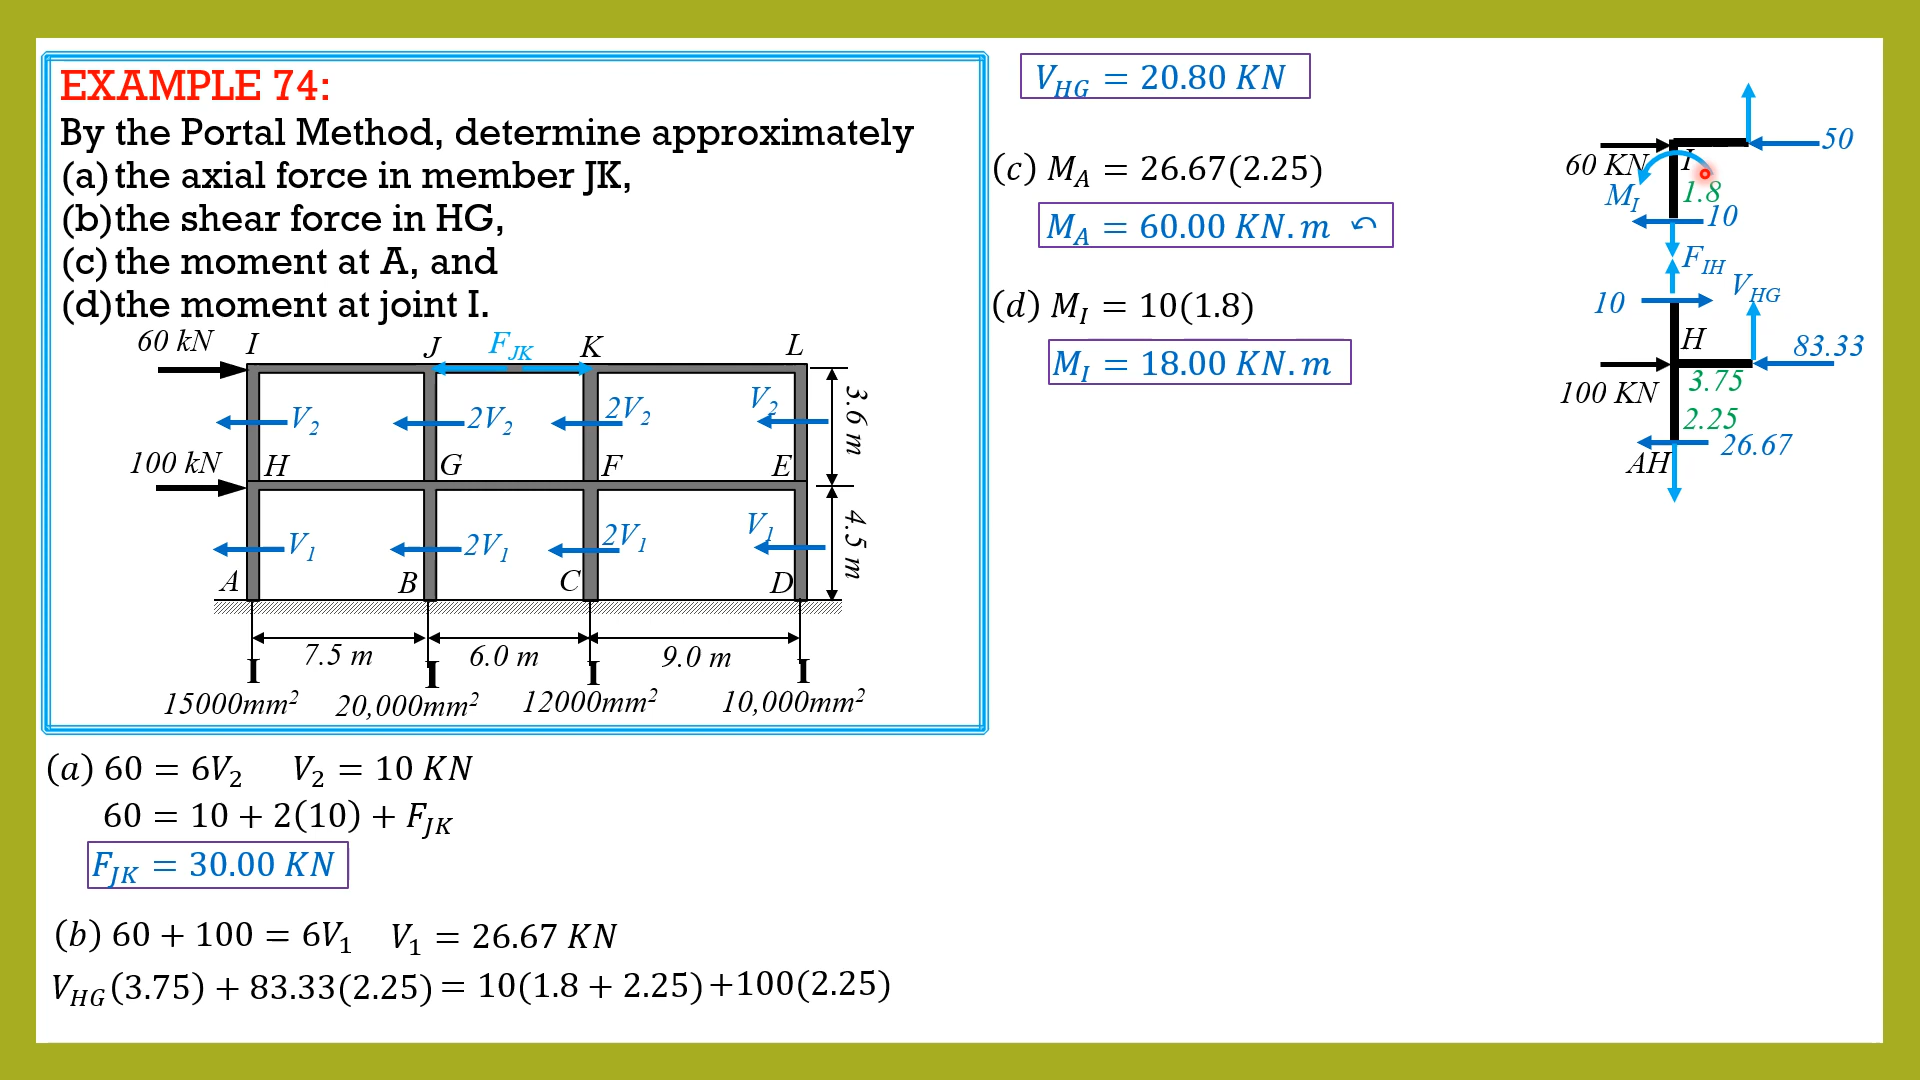 EXAMPLE 74:
By the Portal Method, determine approximately
(a) the axial force in member JK,
(b) the shear force in HG,
(c) the moment at A, and
(d) the moment at joint I.
60 kN I J F_JK K L
V_2 2V_2 2V_2 V_2 3.6 m
100 kN H G F E
V_1 2V_1 2V_1 V_1 4.5 m
A B C D
7.5 m 6.0 m 9.0 m
I I I I
15000mm² 20,000mm² 12000mm² 10,000mm²
(a) 60 = 6V_2 V_2 = 10 KN
60 = 10 + 2(10) + F_JK
F_JK = 30.00 KN
(b) 60 + 100 = 6V_1 V_1 = 26.67 KN
V_HG(3.75) + 83.33(2.25) = 10(1.8 + 2.25) +100(2.25)
V_HG = 20.80 KN
(c) M_A = 26.67(2.25)
M_A = 60.00 KN.m ↶
(d) M_I = 10(1.8)
M_I = 18.00 KN.m
50
60 KN I
M_I 1.8
10
F_IH
10 V_HG
H 83.33
100 KN 3.75
2.25
26.67
AH